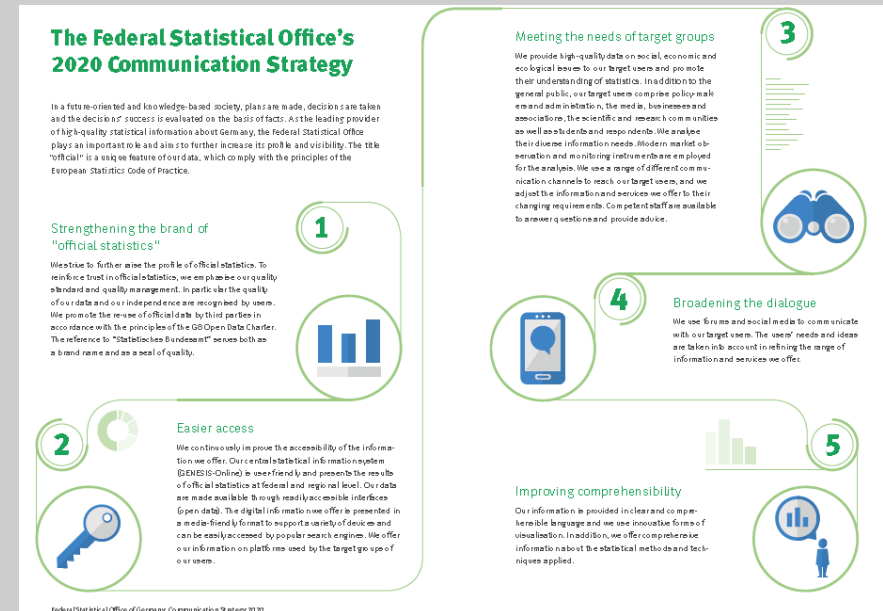 The Federal Statistical Office's
2020 Communication Strategy
In a future-oriented and knowledge-based society, plans are made, decisions are taken
and the decisions' success is evaluated on the basis of facts. As the leading provider
of high-quality statistical information about Germany, the Federal Statistical Office
plays an important role and aims to further increase its profile and visibility. The title
"official" is a unique feature of our data, which comply with the principles of the
European Statistics Code of Practice.
1
Strengthening the brand of
"official statistics"
We strive to further raise the profile of official statistics. To
reinforce trust in official statistics, we emphasise our quality
standard and quality management. In particular the quality
of our data and our independence are recognised by users.
We promote the re-use of official data by third parties in
accordance with the principles of the G8 Open Data Charter.
The reference to "Statistisches Bundesamt" serves both as
a brand name and as a seal of quality.
2
Easier access
We continuously improve the accessibility of the informa-
tion we offer. Our central statistical information system
(GENESIS-Online) is user-friendly and presents the results
of official statistics at federal and regional level. Our data
are made available through readily accessible interfaces
(open data). The digital information we offer is presented in
a media-friendly format to support a variety of devices and
can be easily accessed by popular search engines. We offer
our information on platforms used by the target groups of
our users.
Federal Statistical Office of Germany, Communication Strategy 2020
3
Meeting the needs of target groups
We provide high-quality data on social, economic and
ecological issues to our target users and promote
their understanding of statistics. In addition to the
general public, our target users comprise policy-mak
ers and administration, the media, businesses and
associations, the scientific and research communities
as well as students and respondents. We analyse
their diverse information needs. Modern market ob-
servation and monitoring instruments are employed
for the analysis. We use a range of different commu-
nication channels to reach our target users, and we
adjust the information and services we offer to their
changing requirements. Competent staff are available
to answer questions and provide advice.
4
Broadening the dialogue
We use forums and social media to communicate
with our target users. The users' needs and ideas
are taken into account in refining the range of
information and services we offer.
5
Improving comprehensibility
Our information is provided in clear and compre-
hensible language and we use innovative forms of
visualisation. In addition, we offer comprehensive
information about the statistical methods and tech-
niques applied.